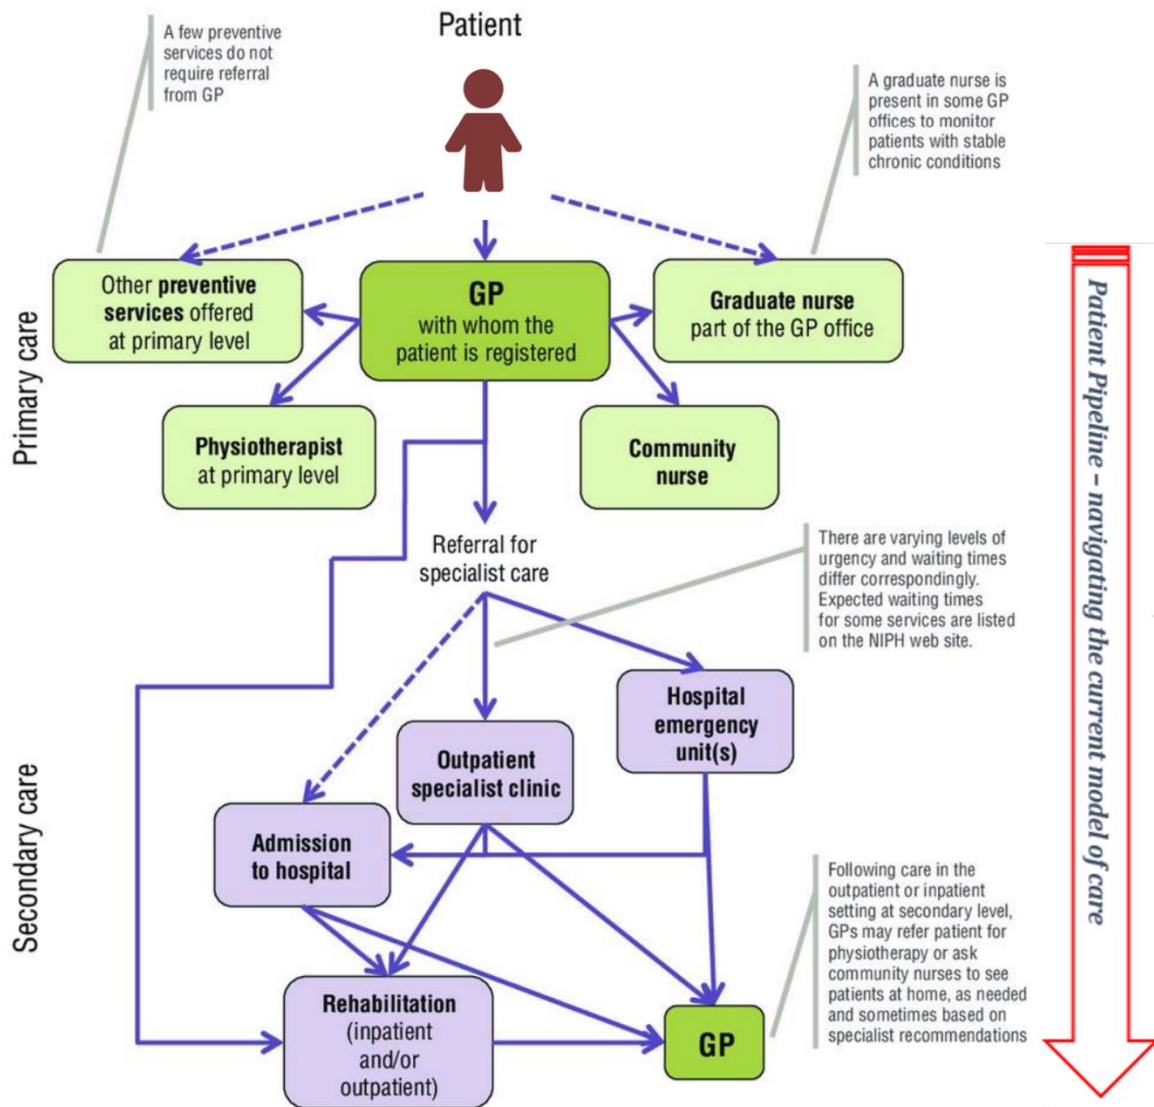 Patient
A few preventive
services do not
require referral
from GP
A graduate nurse is
present in some GP
offices to monitor
patients with stable
chronic conditions
Primary care
Other preventive
services offered
at primary level
GP
with whom the
patient is registered
Graduate nurse
part of the GP office
Physiotherapist
at primary level
Community
nurse
Patient Pipeline – navigating the current model of care
Referral for
specialist care
There are varying levels of
urgency and waiting times
differ correspondingly.
Expected waiting times
for some services are listed
on the NIPH web site.
Secondary care
Hospital
emergency
unit(s)
Outpatient
specialist clinic
Admission
to hospital
Following care in the
outpatient or inpatient
setting at secondary level,
GPs may refer patient for
physiotherapy or ask
community nurses to see
patients at home, as needed
and sometimes based on
specialist recommendations
Rehabilitation
(inpatient
and/or
outpatient)
GP